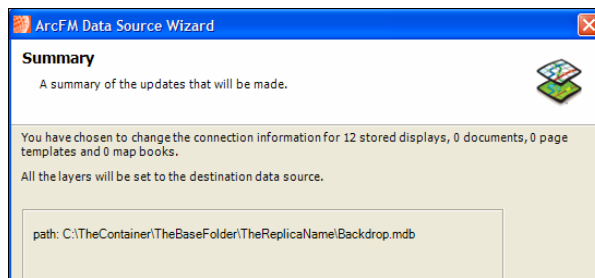 ArcFM Data Source Wizard
Summary
A summary of the updates that will be made.
You have chosen to change the connection information for 12 stored displays, 0 documents, 0 page
templates and 0 map books.
All the layers will be set to the destination data source.
path: C:\TheContainer\TheBaseFolder\TheReplicaName\Backdrop.mdb